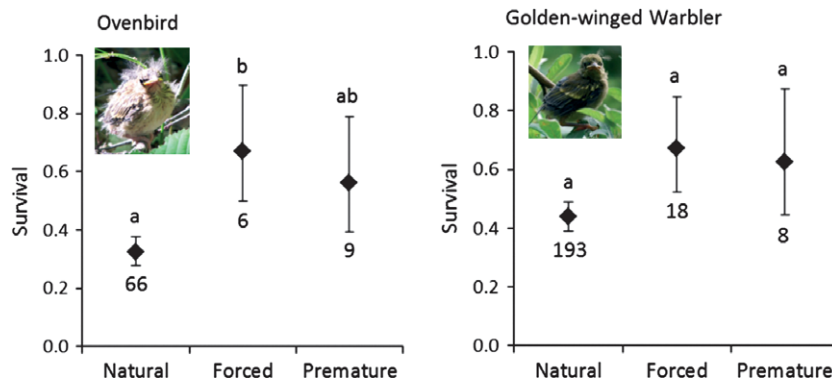 Ovenbird
Survival
1.0
0.8
0.6
0.4
0.2
0.0
a
b
ab
66
6
9
Natural Forced Premature
Golden-winged Warbler
Survival
1.0
0.8
0.6
0.4
0.2
0.0
a
a
a
193
18
8
Natural Forced Premature